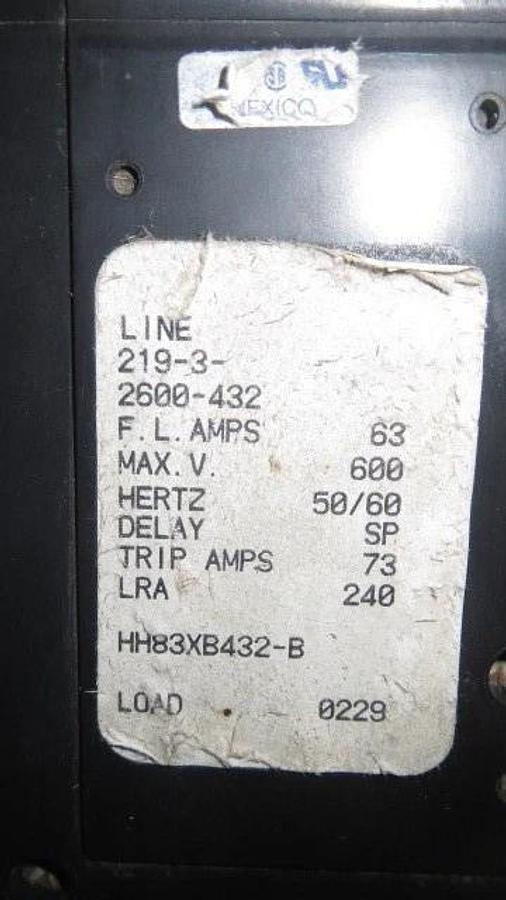 MEXICO
LINE
219-3-
2600-432
F.L.AMPS 63
MAX.V. 600
HERTZ 50/60
DELAY SP
TRIP AMPS 73
LRA 240
HH83XB432-B
LOAD 0229